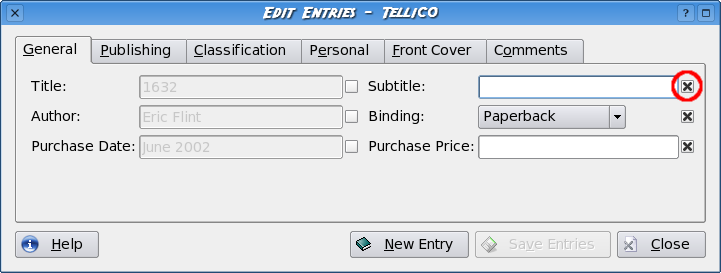 Edit Entries - Tellico
General Publishing Classification Personal Front Cover Comments
Title: 1632 Subtitle:
Author: Eric Flint Binding: Paperback
Purchase Date: June 2002 Purchase Price:
Help New Entry Save Entries Close